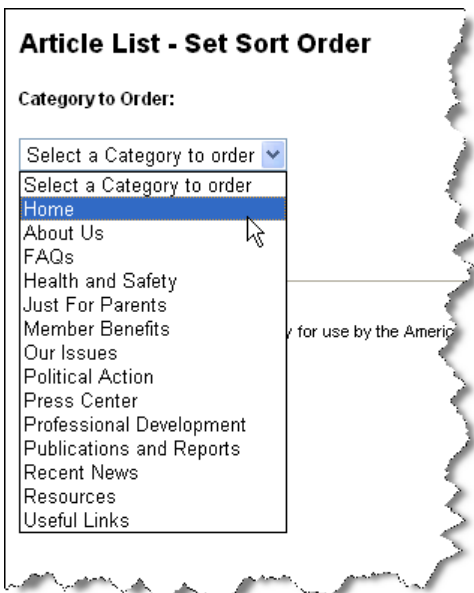 Article List - Set Sort Order
Category to Order:
Select a Category to order
Select a Category to order
Home
About Us
FAQs
Health and Safety
Just For Parents
Member Benefits
y for use by the Americ
Our Issues
Political Action
Press Center
Professional Development
Publications and Reports
Recent News
Resources
Useful Links